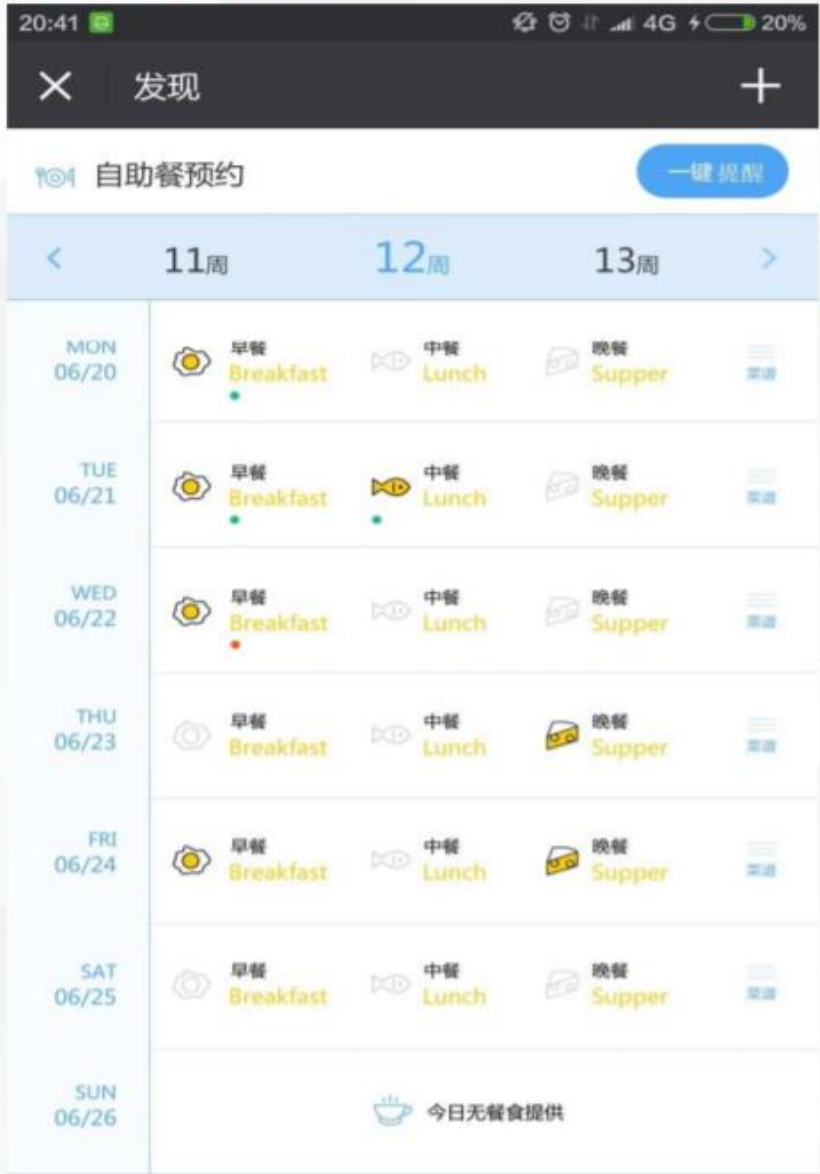 20:41 4G 20%
发现
自助餐预约 一键提醒
11周 12周 13周
MON 早餐 中餐 晚餐
06/20 Breakfast Lunch Supper 菜谱
TUE 早餐 中餐 晚餐
06/21 Breakfast Lunch Supper 菜谱
WED 早餐 中餐 晚餐
06/22 Breakfast Lunch Supper 菜谱
THU 早餐 中餐 晚餐
06/23 Breakfast Lunch Supper 菜谱
FRI 早餐 中餐 晚餐
06/24 Breakfast Lunch Supper 菜谱
SAT 早餐 中餐 晚餐
06/25 Breakfast Lunch Supper 菜谱
SUN
06/26 今日无餐食提供